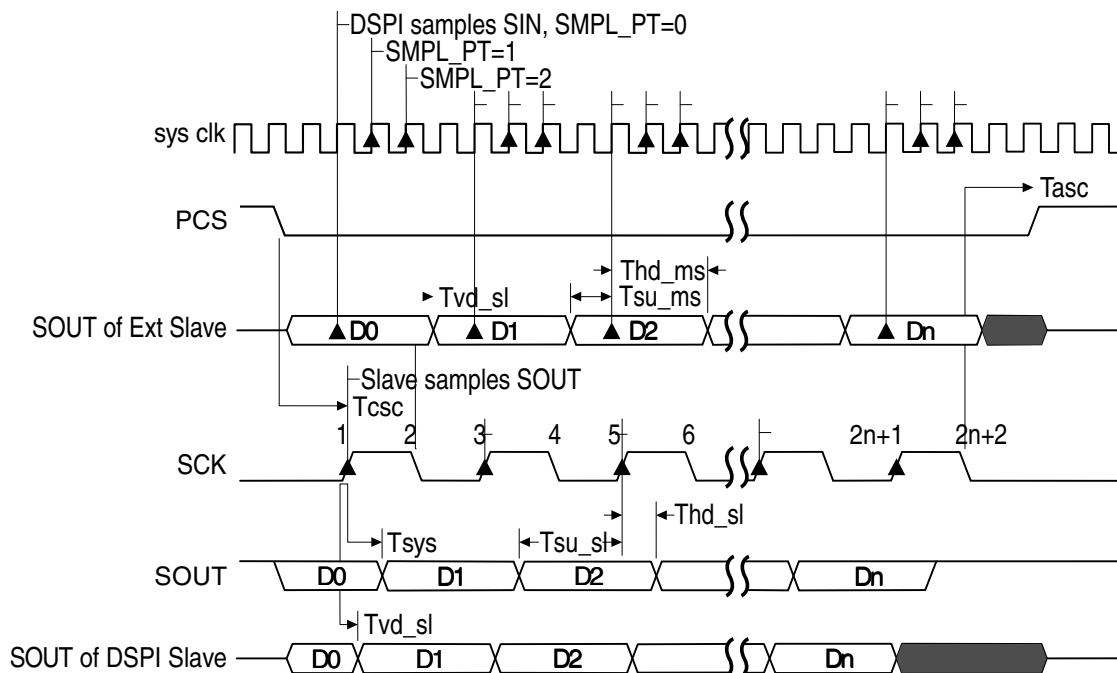 DSPI samples SIN, SMPL_PT=0
SMPL_PT=1
SMPL_PT=2
sys clk
Tasc
PCS
Thd_ms
Tvd_sl
Tsu_ms
SOUT of Ext Slave
D0
D1
D2
Dn
Slave samples SOUT
Tcsc
1
2
3
4
5
6
2n+1
2n+2
SCK
Thd_sl
Tsys
Tsu_sl
SOUT
D0
D1
D2
Dn
Tvd_sl
SOUT of DSPI Slave
D0
D1
D2
Dn